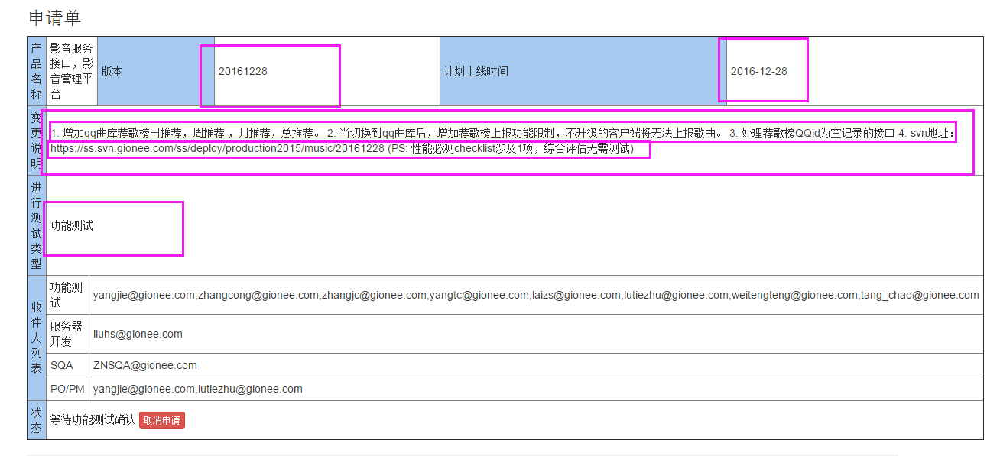 申请单
产品名称
影音服务
接口，影
音管理平
台
版本
20161228
计划上线时间
2016-12-28
变更说明
1. 增加qq曲库荐歌榜日推荐，周推荐 ，月推荐，总推荐。 2. 当切换到qq曲库后，增加荐歌榜上报功能限制，不升级的客户端将无法上报歌曲。 3. 处理荐歌榜QQid为空记录的接口 4. svn地址：
https://ss.svn.gionee.com/ss/deploy/production2015/music/20161228 (PS: 性能必测checklist涉及1项，综合评估无需测试)
进行测试类型
功能测试
收件人列表
功能测
试
yangjie@gionee.com,zhangcong@gionee.com,zhangjc@gionee.com,yangtc@gionee.com,laizs@gionee.com,lutiezhu@gionee.com,weitengteng@gionee.com,tang_chao@gionee.com
服务器
开发
liuhs@gionee.com
SQA
ZNSQA@gionee.com
PO/PM
yangjie@gionee.com,lutiezhu@gionee.com
状态
等待功能测试确认 取消申请